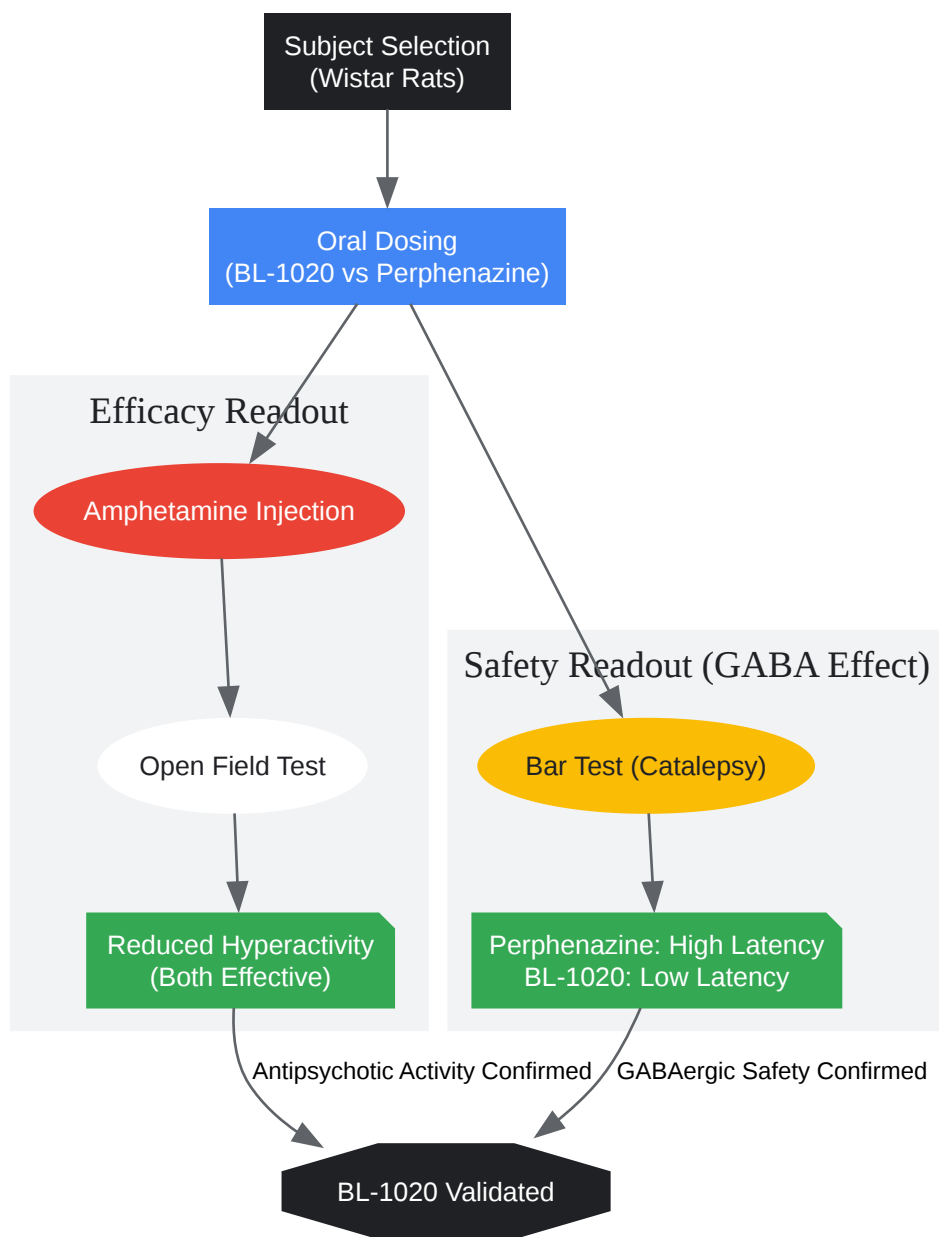 Subject Selection
(Wistar Rats)
Oral Dosing
(BL-1020 vs Perphenazine)
Efficacy Readout
Amphetamine Injection
Open Field Test
Reduced Hyperactivity
(Both Effective)
Safety Readout (GABA Effect)
Bar Test (Catalepsy)
Perphenazine: High Latency
BL-1020: Low Latency
Antipsychotic Activity Confirmed
GABAergic Safety Confirmed
BL-1020 Validated